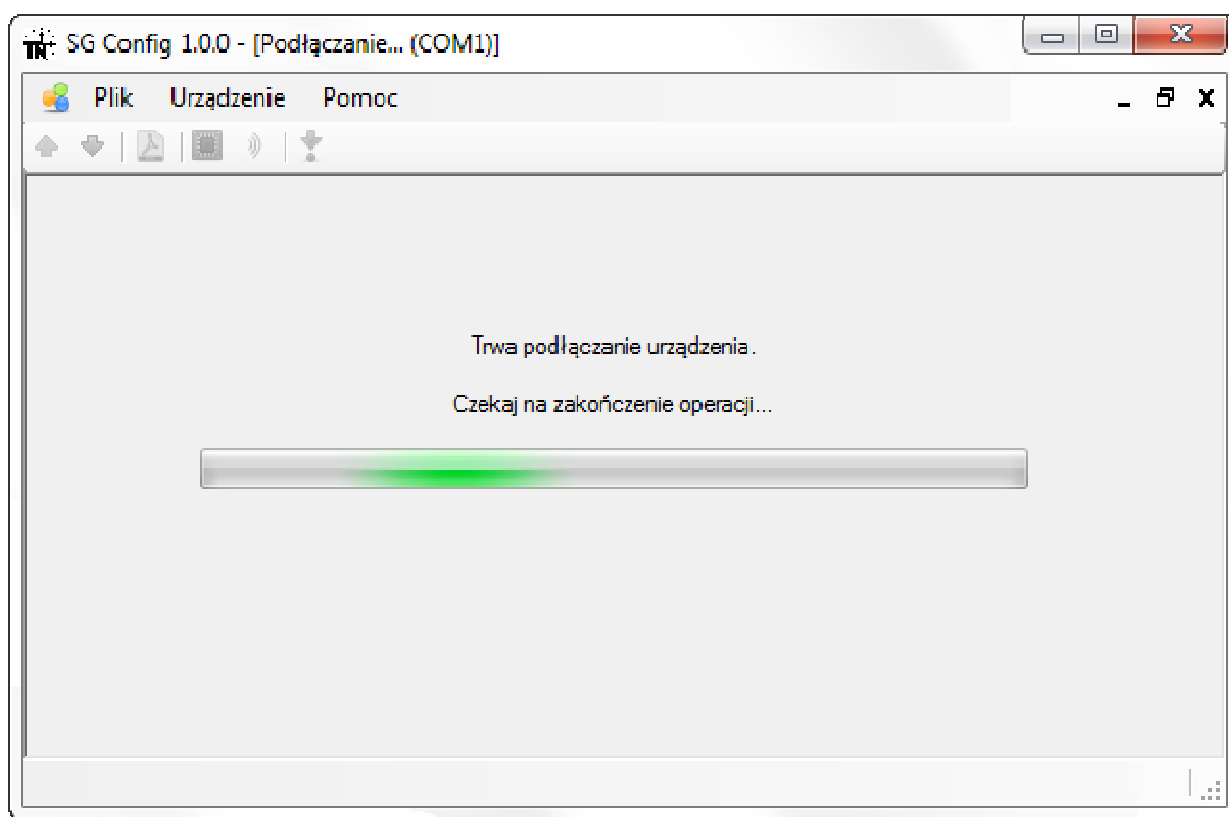 SG Config 1.0.0 - [Podłączanie... (COM1)]
Plik Urządzenie Pomoc
Trwa podłączanie urządzenia.
Czekaj na zakończenie operacji...